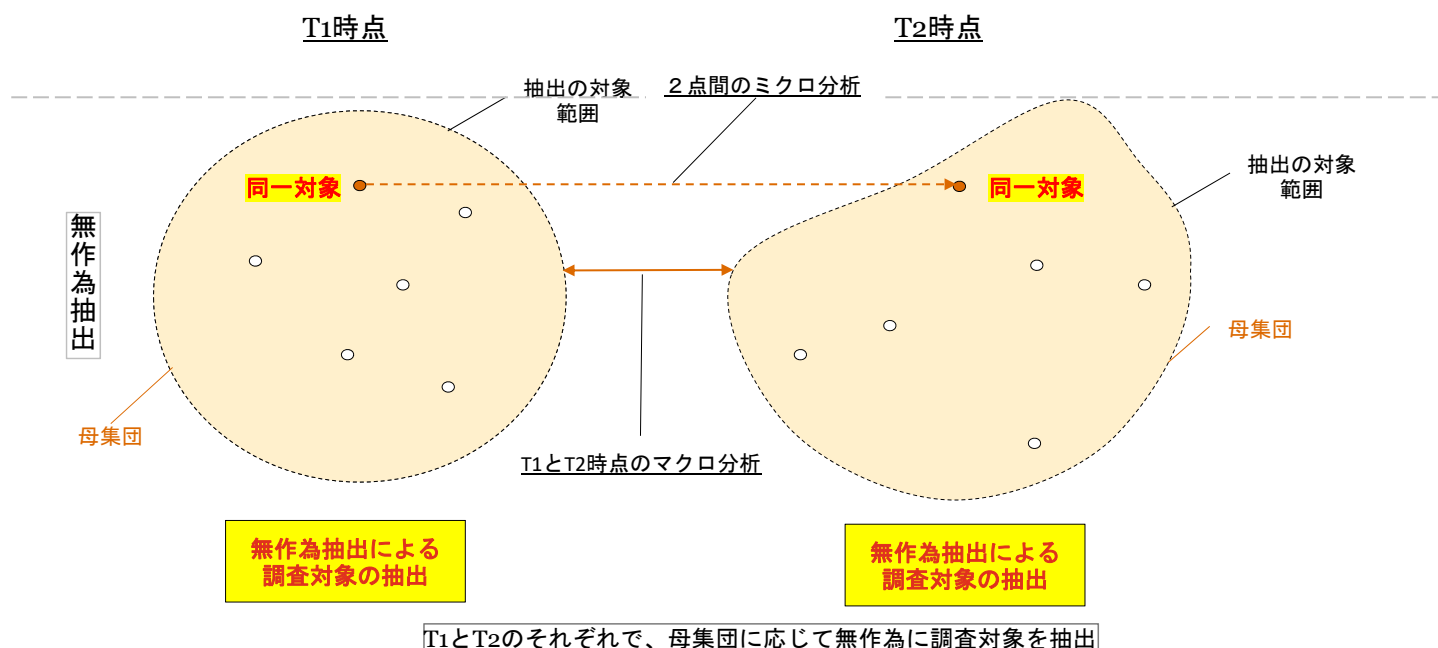 T1時点
T2時点
抽出の対象
範囲
２点間のミクロ分析
抽出の対象
範囲
同一対象
同一対象
無作為抽出
母集団
母集団
T1とT2時点のマクロ分析
無作為抽出による
調査対象の抽出
無作為抽出による
調査対象の抽出
T1とT2のそれぞれで、母集団に応じて無作為に調査対象を抽出